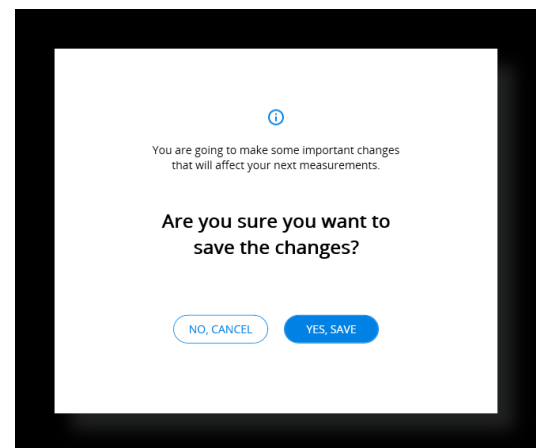 You are going to make some important changes
that will affect your next measurements.
Are you sure you want to
save the changes?
NO, CANCEL
YES, SAVE